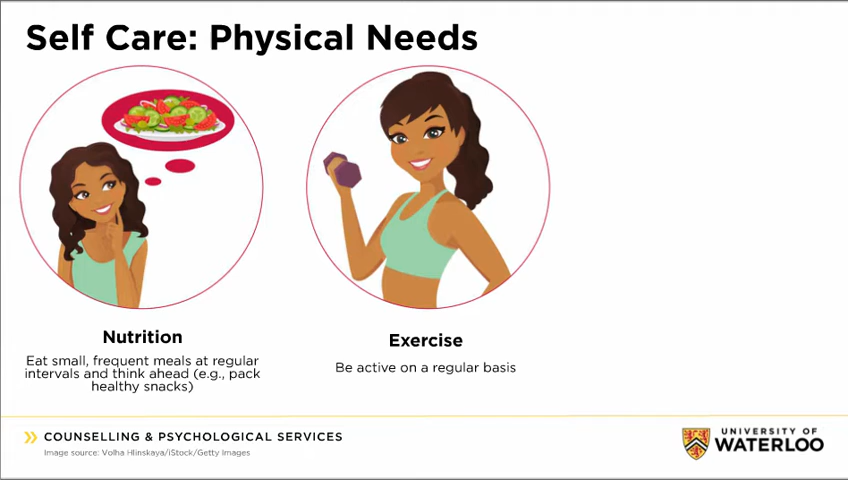 Self Care: Physical Needs
Nutrition
Eat small, frequent meals at regular
intervals and think ahead (e.g., pack
healthy snacks)
Exercise
Be active on a regular basis
COUNSELLING & PSYCHOLOGICAL SERVICES
Image source: Volha Hlinskaya/iStock/Getty Images
UNIVERSITY OF
WATERLOO